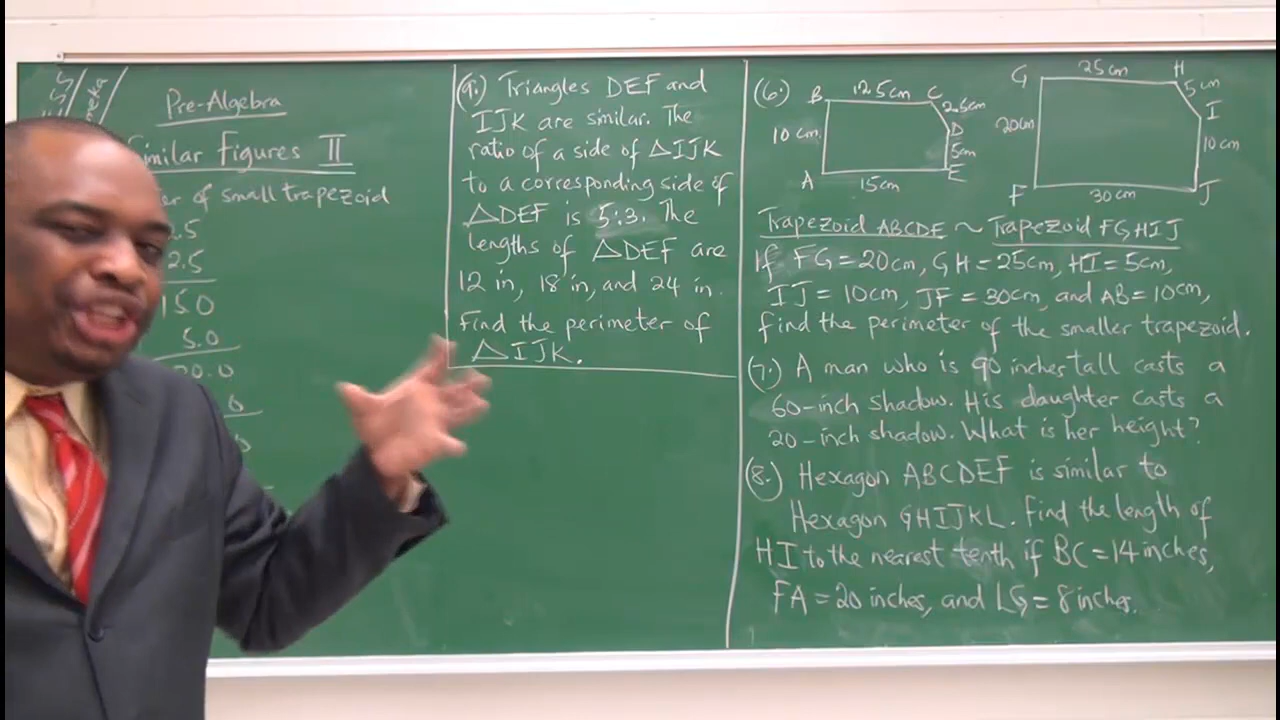 Pre-Algebra
Similar Figures II
of small trapezoid
.5
2.5
15.0
5.0
20.0
(9.) Triangles DEF and
IJK are similar. The
ratio of a side of △IJK
to a corresponding side of
△DEF is 5:3. The
lengths of △DEF are
12 in, 18 in, and 24 in.
Find the perimeter of
△IJK.
(6.)
B 12.5cm C
2.5cm
10 cm
D
5cm
A 15cm E
G 25cm H
5cm
I
20cm
10cm
F 30cm J
Trapezoid ABCDE ~ Trapezoid FGHIJ
If FG = 20cm, GH = 25cm, HI = 5cm,
IJ = 10cm, JF = 30cm, and AB = 10cm,
find the perimeter of the smaller trapezoid.
(7.) A man who is 90 inches tall casts a
60-inch shadow. His daughter casts a
20-inch shadow. What is her height?
(8.) Hexagon ABCDEF is similar to
Hexagon GHIJKL. Find the length of
HI to the nearest tenth if BC = 14 inches,
FA = 20 inches, and LG = 8 inches.